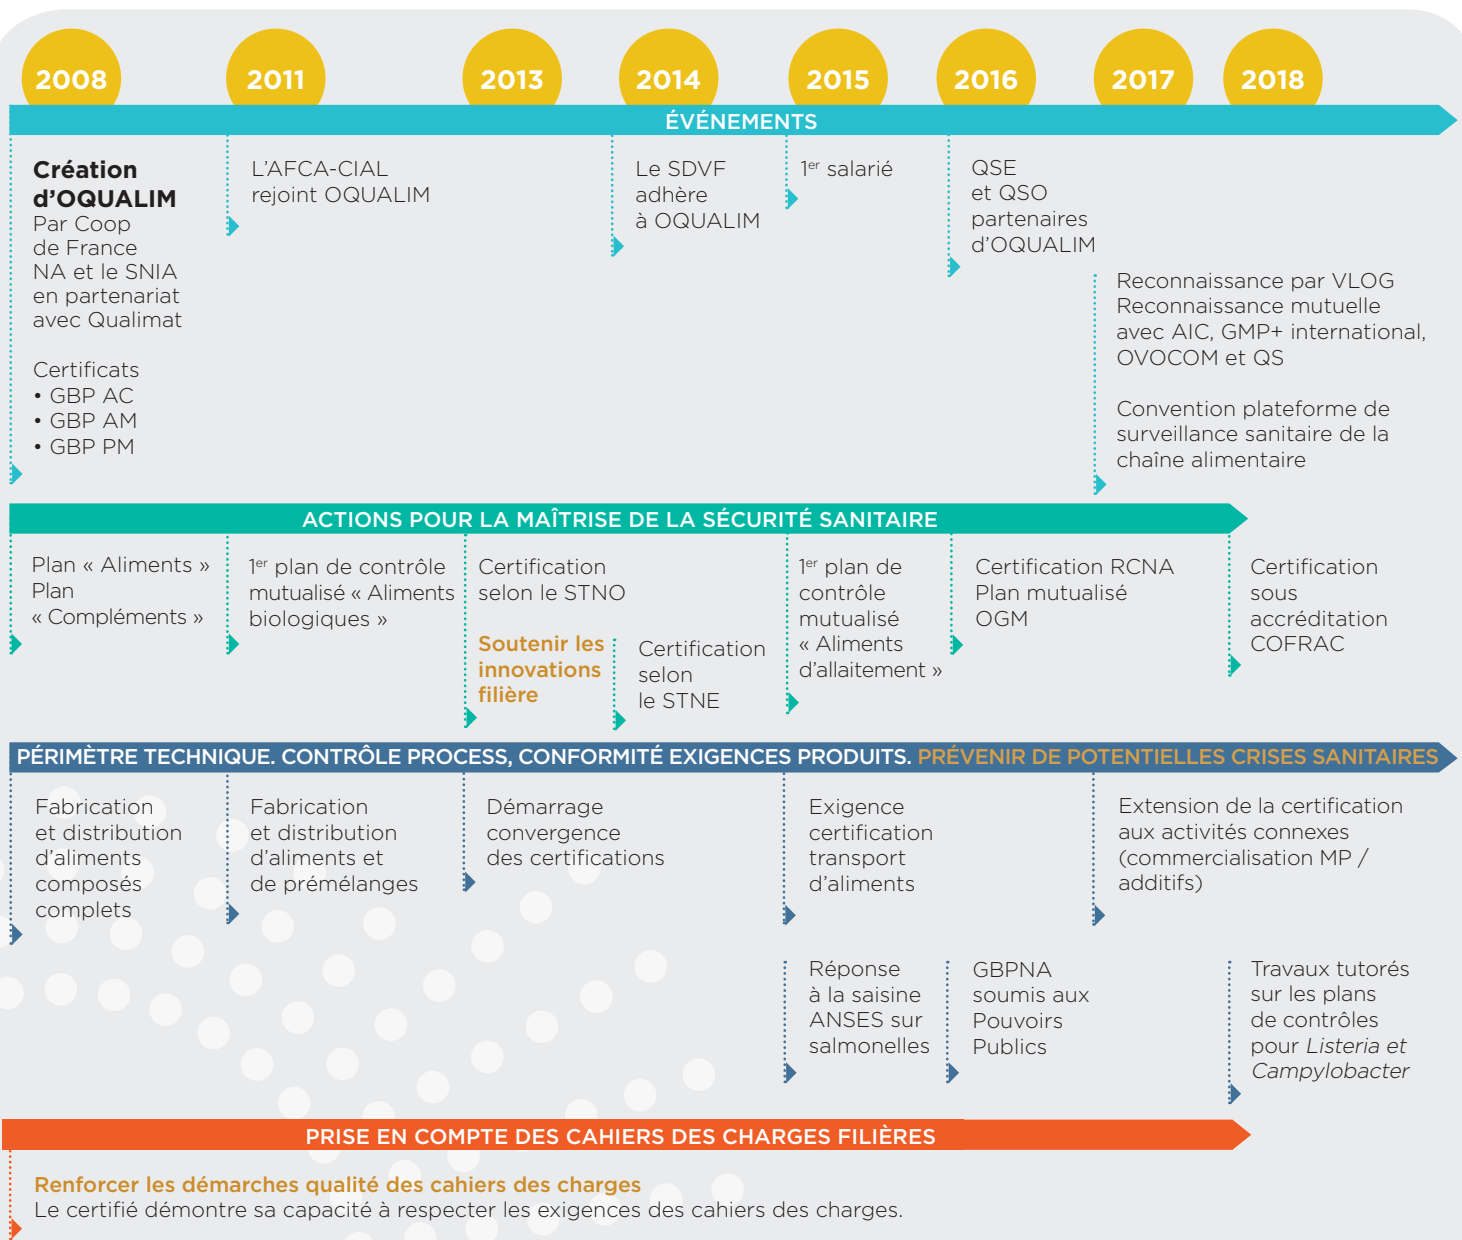 2008
2011
2013
2014
2015
2016
2017
2018
ÉVÉNEMENTS
Création
d'OQUALIM
Par Coop
de France
NA et le SNIA
en partenariat
avec Qualimat
Certificats
• GBP AC
• GBP AM
• GBP PM
L'AFCA-CIAL
rejoint OQUALIM
Le SDVF
adhère
à OQUALIM
1er salarié
QSE
et QSO
partenaires
d'OQUALIM
Reconnaissance par VLOG
Reconnaissance mutuelle
avec AIC, GMP+ international,
OVOCOM et QS
Convention plateforme de
surveillance sanitaire de la
chaîne alimentaire
ACTIONS POUR LA MAÎTRISE DE LA SÉCURITÉ SANITAIRE
Plan « Aliments »
Plan
« Compléments »
1er plan de contrôle
mutualisé « Aliments
biologiques »
Certification
selon le STNO
Soutenir les
innovations
filière
Certification
selon
le STNE
1er plan de
contrôle
mutualisé
« Aliments
d'allaitement »
Certification RCNA
Plan mutualisé
OGM
Certification
sous
accréditation
COFRAC
PÉRIMÈTRE TECHNIQUE. CONTRÔLE PROCESS, CONFORMITÉ EXIGENCES PRODUITS. PRÉVENIR DE POTENTIELLES CRISES SANITAIRES
Fabrication
et distribution
d'aliments
composés
complets
Fabrication
et distribution
d'aliments et
de prémélanges
Démarrage
convergence
des certifications
Exigence
certification
transport
d'aliments
Extension de la certification
aux activités connexes
(commercialisation MP /
additifs)
Réponse
à la saisine
ANSES sur
salmonelles
GBPNA
soumis aux
Pouvoirs
Publics
Travaux tutorés
sur les plans
de contrôles
pour Listeria et
Campylobacter
PRISE EN COMPTE DES CAHIERS DES CHARGES FILIÈRES
Renforcer les démarches qualité des cahiers des charges
Le certifié démontre sa capacité à respecter les exigences des cahiers des charges.